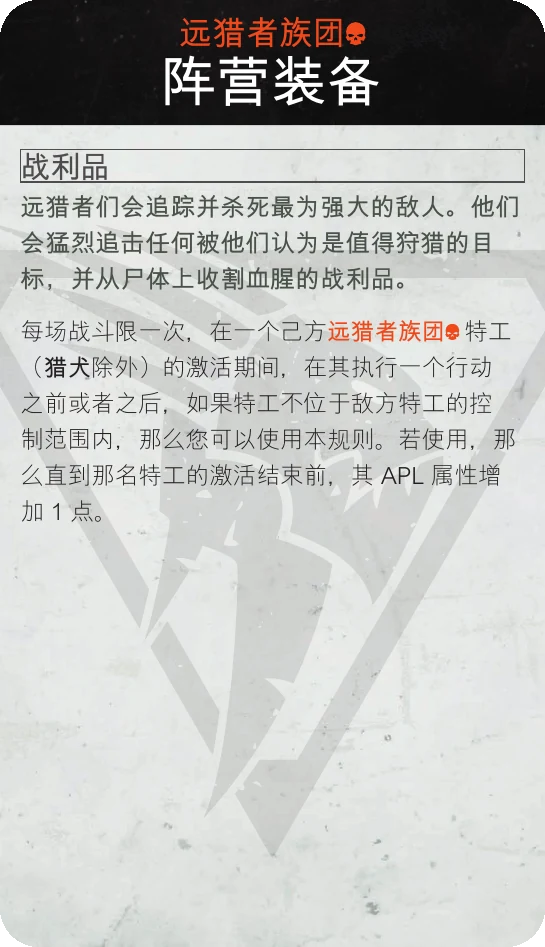 远猎者族团
阵营装备
战利品
远猎者们会追踪并杀死最为强大的敌人。他们
会猛烈追击任何被他们认为是值得狩猎的目
标，并从尸体上收割血腥的战利品。
每场战斗限一次，在一个己方远猎者族团特工
（猎犬除外）的激活期间，在其执行一个行动
之前或者之后，如果特工不位于敌方特工的控
制范围内，那么您可以使用本规则。若使用，那
么直到那名特工的激活结束前，其 APL 属性增
加 1 点。